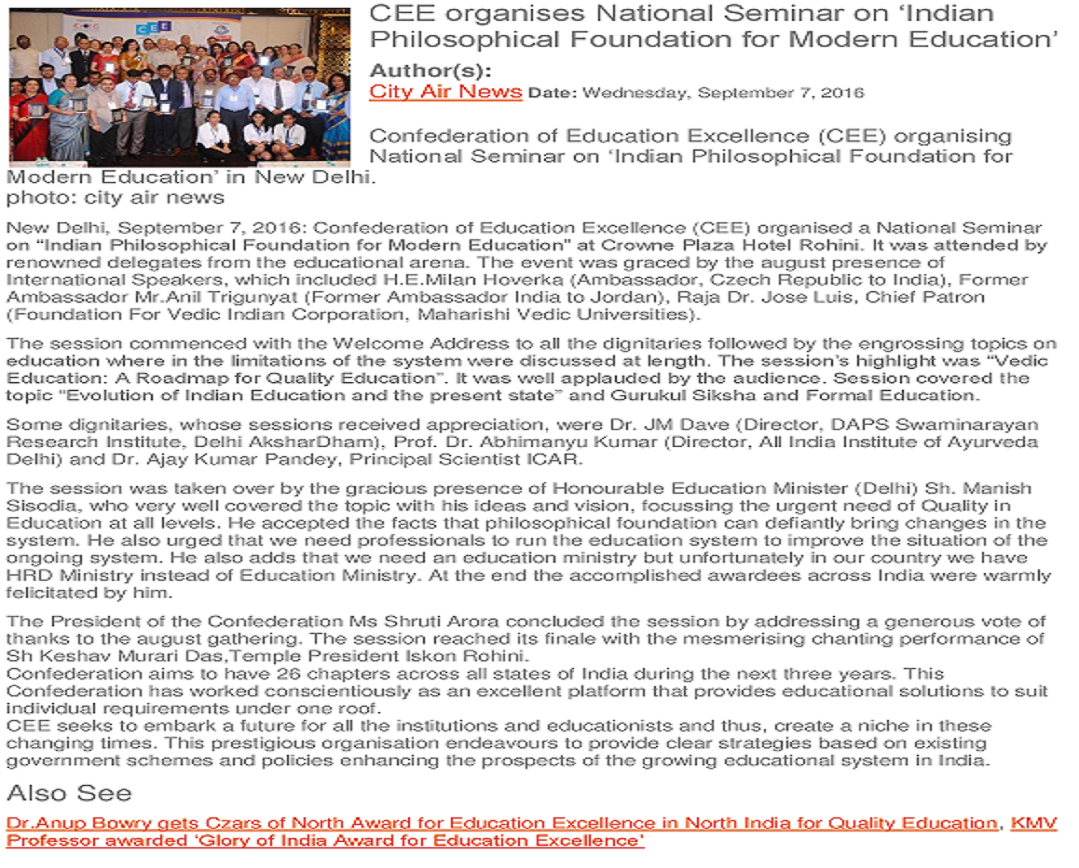 CEE
CEE organises National Seminar on ‘Indian
Philosophical Foundation for Modern Education’
Author(s):
City Air News Date: Wednesday, September 7, 2016
Confederation of Education Excellence (CEE) organising
National Seminar on ‘Indian Philosophical Foundation for
Modern Education’ in New Delhi.
photo: city air news
New Delhi, September 7, 2016: Confederation of Education Excellence (CEE) organised a National Seminar
on “Indian Philosophical Foundation for Modern Education” at Crowne Plaza Hotel Rohini. It was attended by
renowned delegates from the educational arena. The event was graced by the august presence of
International Speakers, which included H.E.Milan Hoverka (Ambassador, Czech Republic to India), Former
Ambassador Mr.Anil Trigunyat (Former Ambassador India to Jordan), Raja Dr. Jose Luis, Chief Patron
(Foundation For Vedic Indian Corporation, Maharishi Vedic Universities).
The session commenced with the Welcome Address to all the dignitaries followed by the engrossing topics on
education where in the limitations of the system were discussed at length. The session’s highlight was “Vedic
Education: A Roadmap for Quality Education”. It was well applauded by the audience. Session covered the
topic “Evolution of Indian Education and the present state” and Gurukul Siksha and Formal Education.
Some dignitaries, whose sessions received appreciation, were Dr. JM Dave (Director, DAPS Swaminarayan
Research Institute, Delhi AksharDham), Prof. Dr. Abhimanyu Kumar (Director, All India Institute of Ayurveda
Delhi) and Dr. Ajay Kumar Pandey, Principal Scientist ICAR.
The session was taken over by the gracious presence of Honourable Education Minister (Delhi) Sh. Manish
Sisodia, who very well covered the topic with his ideas and vision, focussing the urgent need of Quality in
Education at all levels. He accepted the facts that philosophical foundation can defiantly bring changes in the
system. He also urged that we need professionals to run the education system to improve the situation of the
ongoing system. He also adds that we need an education ministry but unfortunately in our country we have
HRD Ministry instead of Education Ministry. At the end the accomplished awardees across India were warmly
felicitated by him.
The President of the Confederation Ms Shruti Arora concluded the session by addressing a generous vote of
thanks to the august gathering. The session reached its finale with the mesmerising chanting performance of
Sh Keshav Murari Das,Temple President Iskon Rohini.
Confederation aims to have 26 chapters across all states of India during the next three years. This
Confederation has worked conscientiously as an excellent platform that provides educational solutions to suit
individual requirements under one roof.
CEE seeks to embark a future for all the institutions and educationists and thus, create a niche in these
changing times. This prestigious organisation endeavours to provide clear strategies based on existing
government schemes and policies enhancing the prospects of the growing educational system in India.
Also See
Dr.Anup Bowry gets Czars of North Award for Education Excellence in North India for Quality Education, KMV
Professor awarded ‘Glory of India Award for Education Excellence’